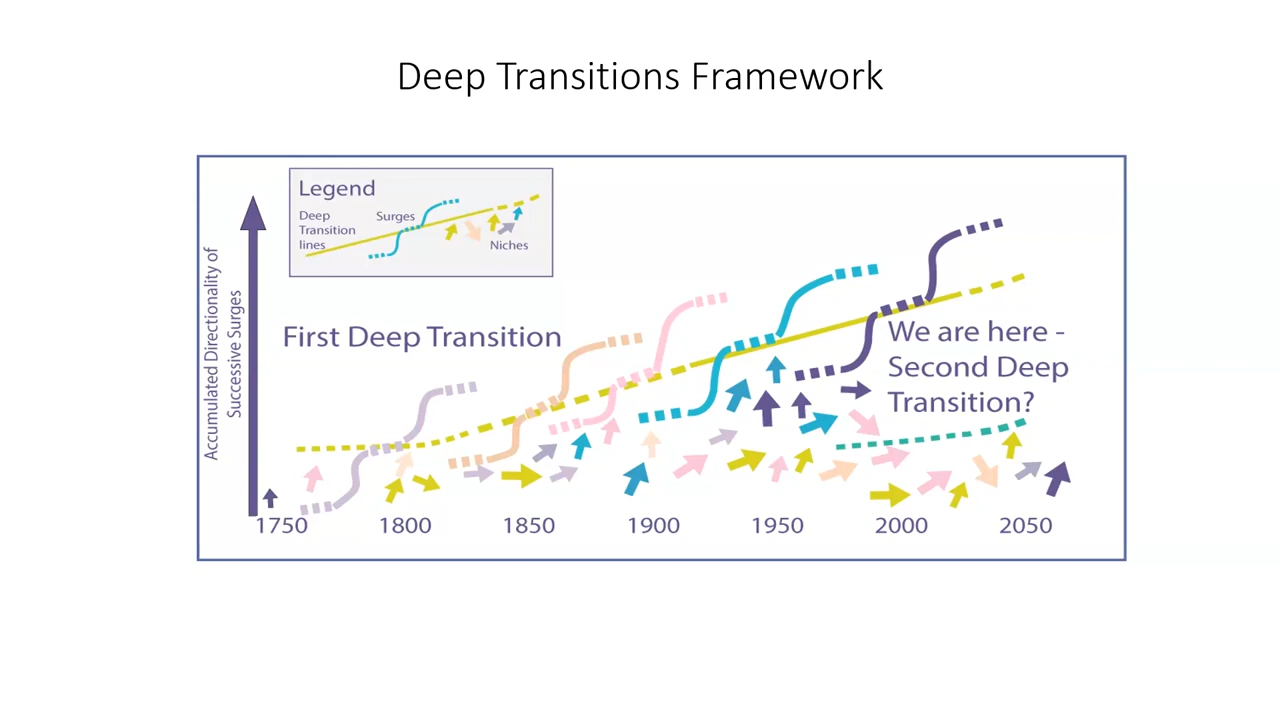 Deep Transitions Framework
Legend
Deep
Transition
lines
Surges
Niches
Accumulated Directionality of
Successive Surges
First Deep Transition
We are here -
Second Deep
Transition?
1750 1800 1850 1900 1950 2000 2050